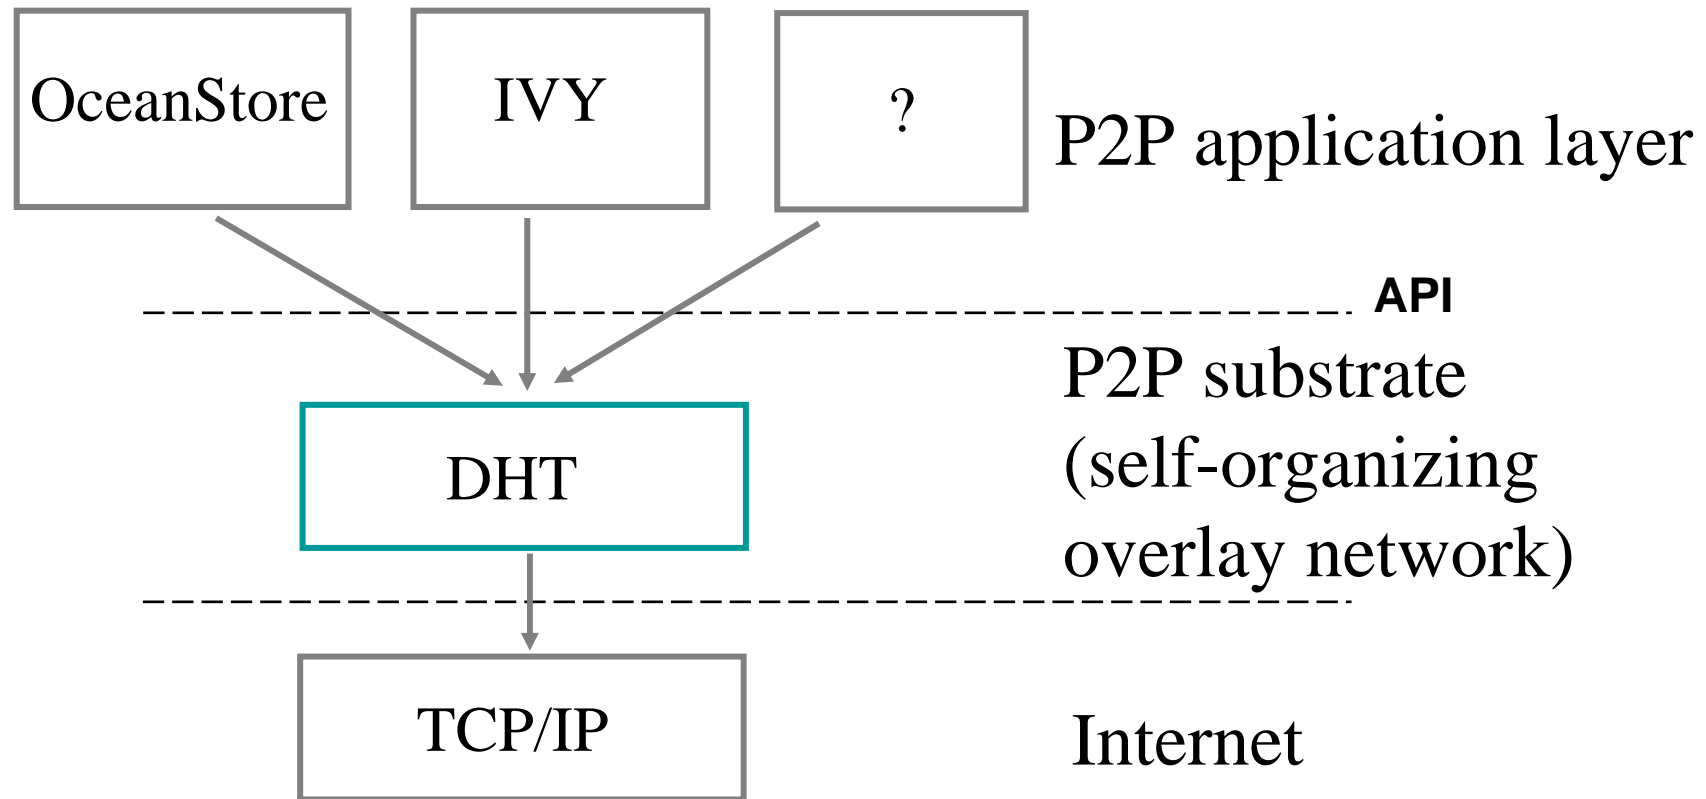 OceanStore
IVY
?
P2P application layer
API
P2P substrate
(self-organizing
overlay network)
DHT
TCP/IP
Internet